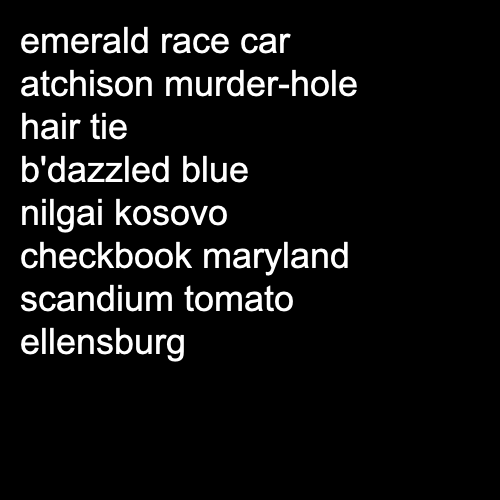 emerald race car
atchison murder-hole
hair tie
b'dazzled blue
nilgai kosovo
checkbook maryland
scandium tomato
ellensburg